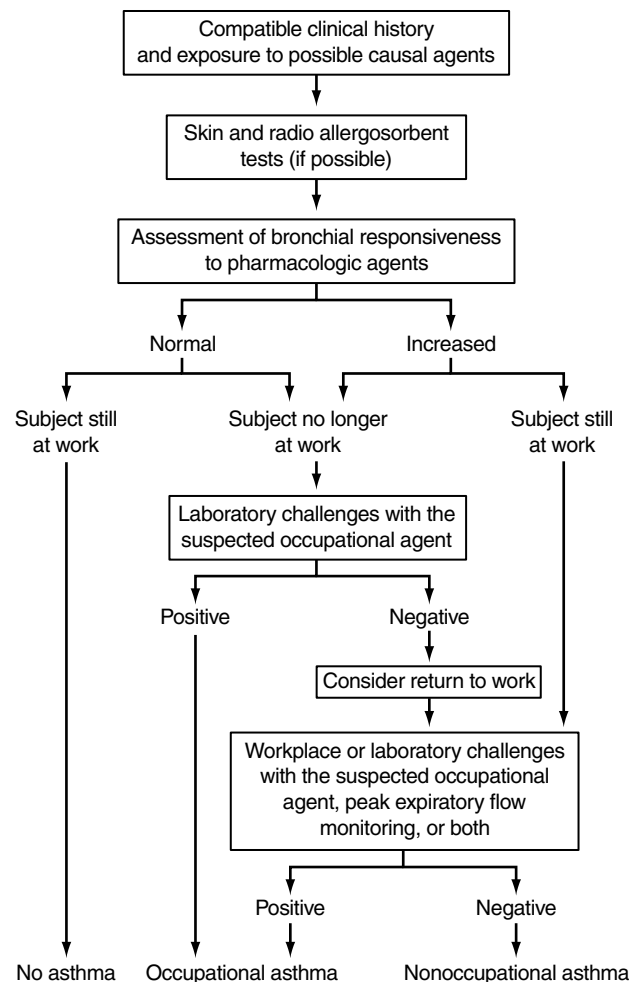 Compatible clinical history
and exposure to possible causal agents
Skin and radio allergosorbent
tests (if possible)
Assessment of bronchial responsiveness
to pharmacologic agents
Normal
Increased
Subject still
at work
Subject no longer
at work
Subject still
at work
Laboratory challenges with the
suspected occupational agent
Positive
Negative
Consider return to work
Workplace or laboratory challenges
with the suspected occupational
agent, peak expiratory flow
monitoring, or both
Positive
Negative
No asthma
Occupational asthma
Nonoccupational asthma